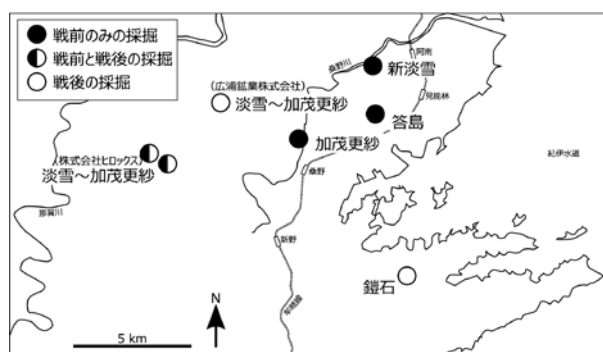 戦前のみの採掘
戦前と戦後の採掘
戦後の採掘
桑野川
阿南
新淡雪
見能林
(広浦鉱業株式会社)
淡雪～加茂更紗
答島
加茂更紗
紀伊水道
(株式会社ヒロックス)
淡雪～加茂更紗
桑野
那賀川
新野
鎧石
牟岐線
N
5 km